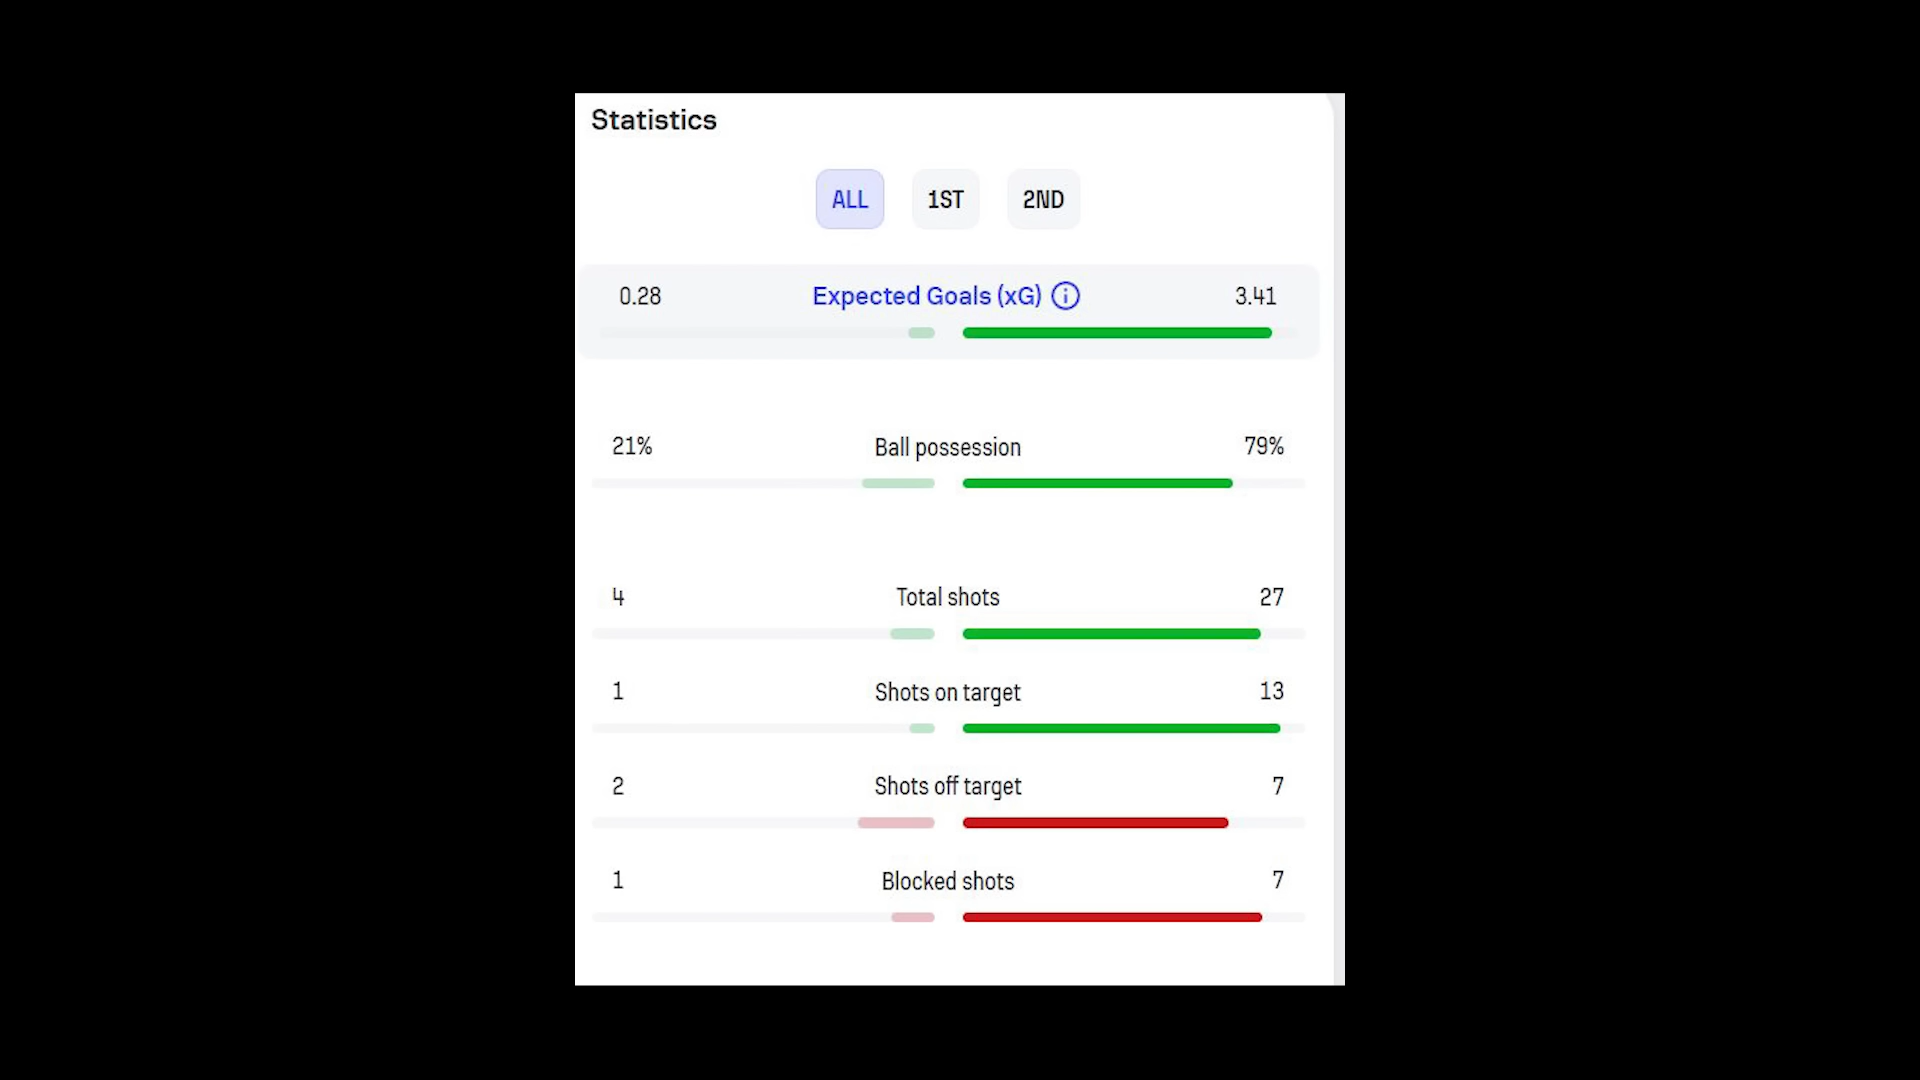 Statistics
ALL 1ST 2ND
0.28 Expected Goals (xG) 3.41
21% Ball possession 79%
4 Total shots 27
1 Shots on target 13
2 Shots off target 7
1 Blocked shots 7